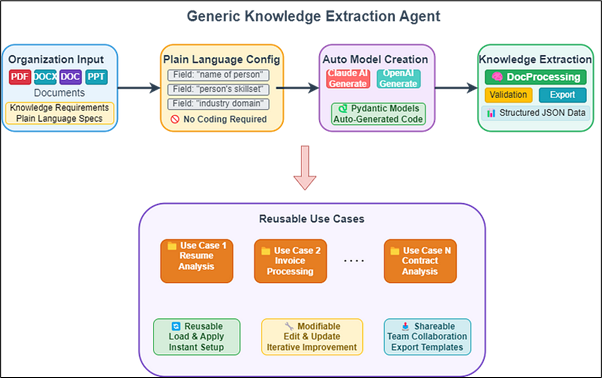 Generic Knowledge Extraction Agent
Organization Input
PDF DOCX DOC PPT
Documents
Knowledge Requirements
Plain Language Specs
Plain Language Config
Field: "name of person"
Field: "person's skillset"
Field: "industry domain"
No Coding Required
Auto Model Creation
Claude AI
Generate
OpenAI
Generate
Pydantic Models
Auto-Generated Code
Knowledge Extraction
DocProcessing
Validation
Export
Structured JSON Data
Reusable Use Cases
Use Case 1
Resume
Analysis
Use Case 2
Invoice
Processing
. . . .
Use Case N
Contract
Analysis
Reusable
Load & Apply
Instant Setup
Modifiable
Edit & Update
Iterative Improvement
Shareable
Team Collaboration
Export Templates